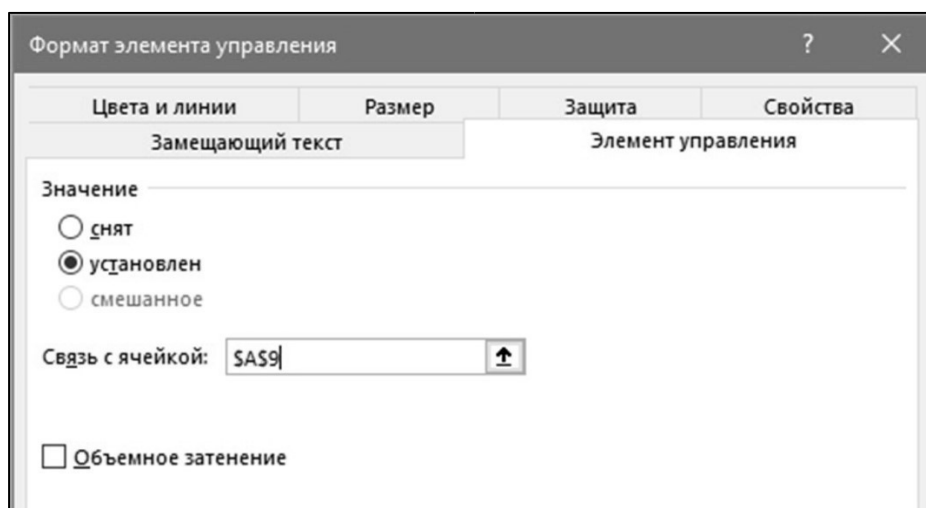 Формат элемента управления ? ×
Цвета и линии Размер Защита Свойства
Замещающий текст Элемент управления
Значение
снят
установлен
смешанное
Связь с ячейкой: $A$9
Объемное затенение